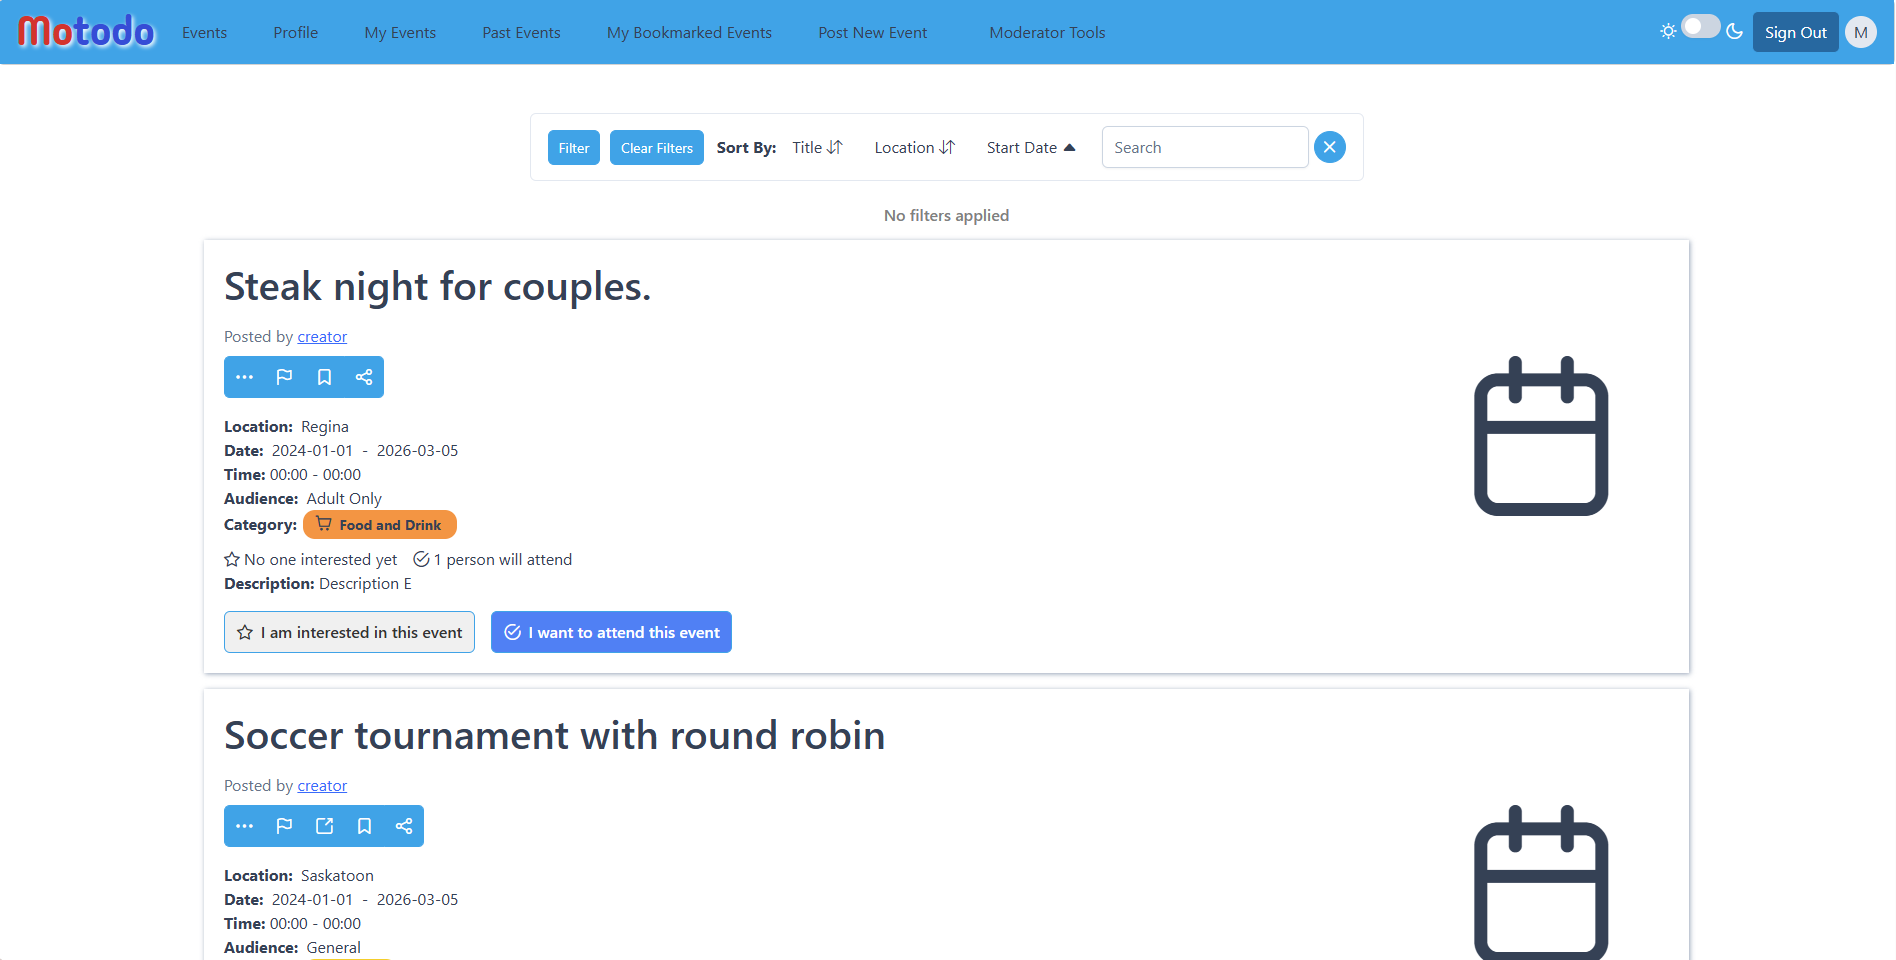 Motodo Events Profile My Events Past Events My Bookmarked Events Post New Event Moderator Tools Sign Out M
Filter Clear Filters Sort By: Title Location Start Date Search
No filters applied
Steak night for couples.
Posted by creator
Location: Regina
Date: 2024-01-01 - 2026-03-05
Time: 00:00 - 00:00
Audience: Adult Only
Category: Food and Drink
No one interested yet 1 person will attend
Description: Description E
I am interested in this event I want to attend this event
Soccer tournament with round robin
Posted by creator
Location: Saskatoon
Date: 2024-01-01 - 2026-03-05
Time: 00:00 - 00:00
Audience: General